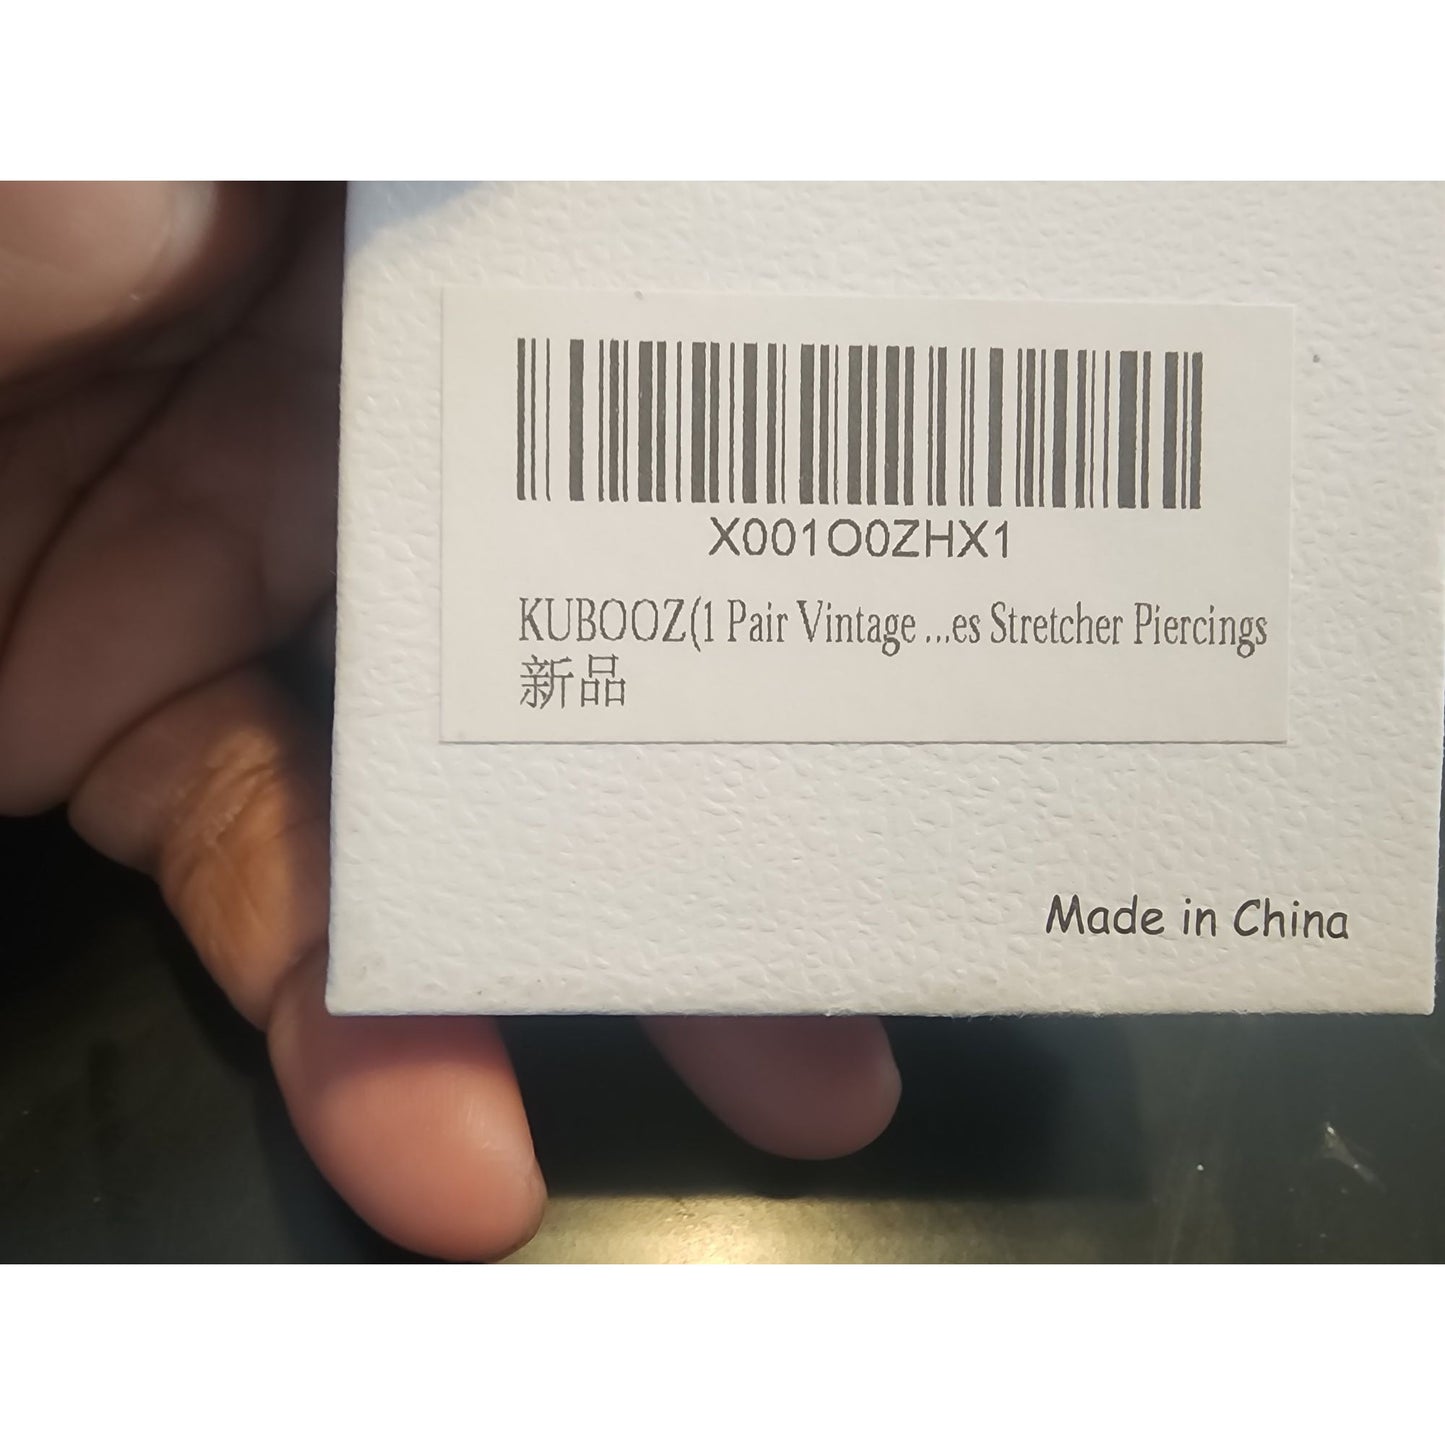 X001O0ZHX1
KUBOOZ(1 Pair Vintage ...es Stretcher Piercings
新品
Made in China